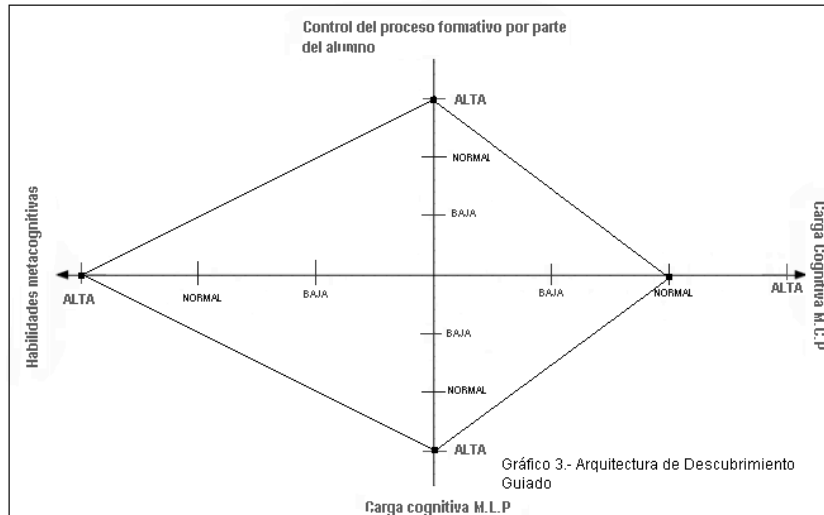 Control del proceso formativo por parte
del alumno
ALTA
NORMAL
BAJA
Habilidades metacognitivas
ALTA
NORMAL
BAJA
BAJA
NORMAL
ALTA
Carga Cognitiva M.C.P
BAJA
NORMAL
ALTA
Gráfico 3.- Arquitectura de Descubrimiento
Guiado
Carga cognitiva M.L.P